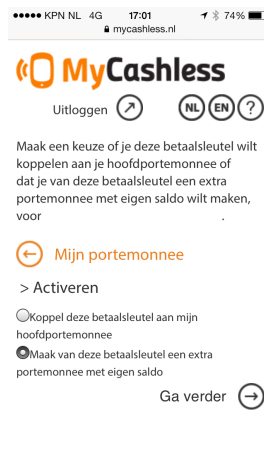 KPN NL 4G 17:01 74%
mycashless.nl
MyCashless
Uitloggen NL EN ?
Maak een keuze of je deze betaalsleutel wilt
koppelen aan je hoofdportemonnee of
dat je van deze betaalsleutel een extra
portemonnee met eigen saldo wilt maken,
voor .
Mijn portemonnee
> Activeren
Koppel deze betaalsleutel aan mijn
hoofdportemonnee
Maak van deze betaalsleutel een extra
portemonnee met eigen saldo
Ga verder